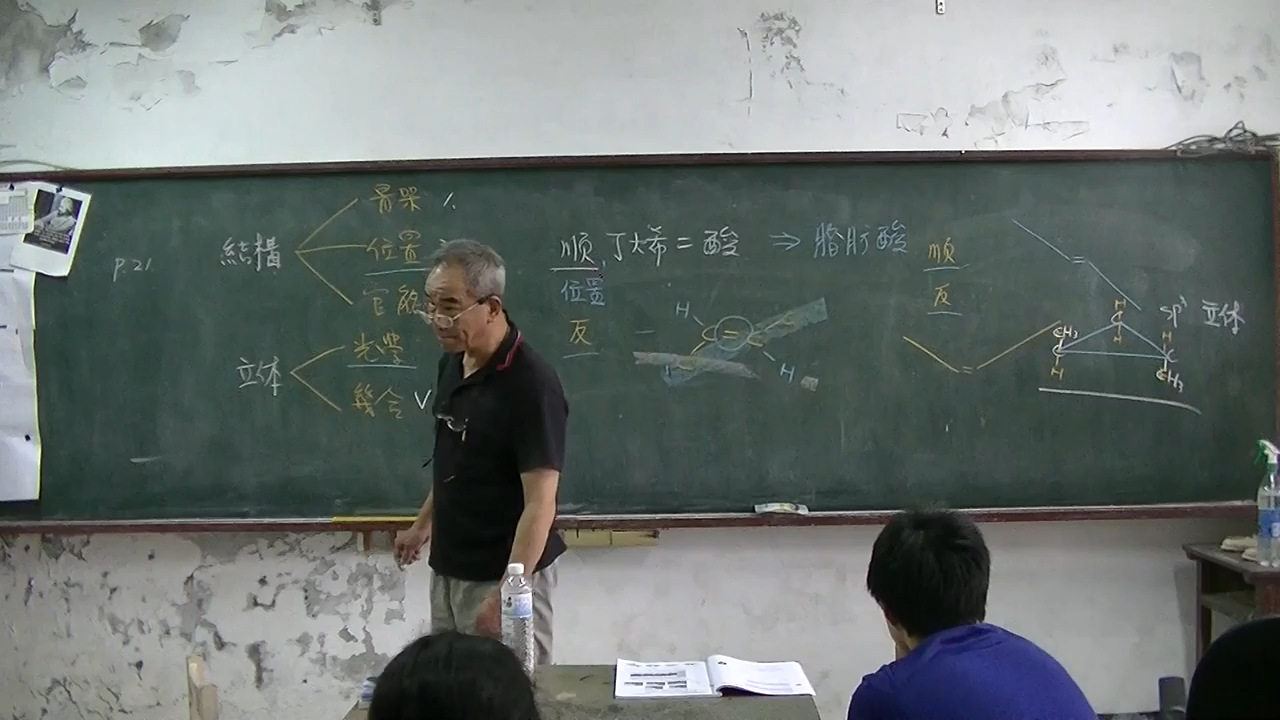 P.21
結構
骨架
位置
官能
立体
光學
幾合 V
順丁烯=酸 ⇒ 脂肪酸
位置
反
H
C = C
H
順
反
=
=
sp³ 立体
H
C
H
CH₃
C
H
H
C
CH₃